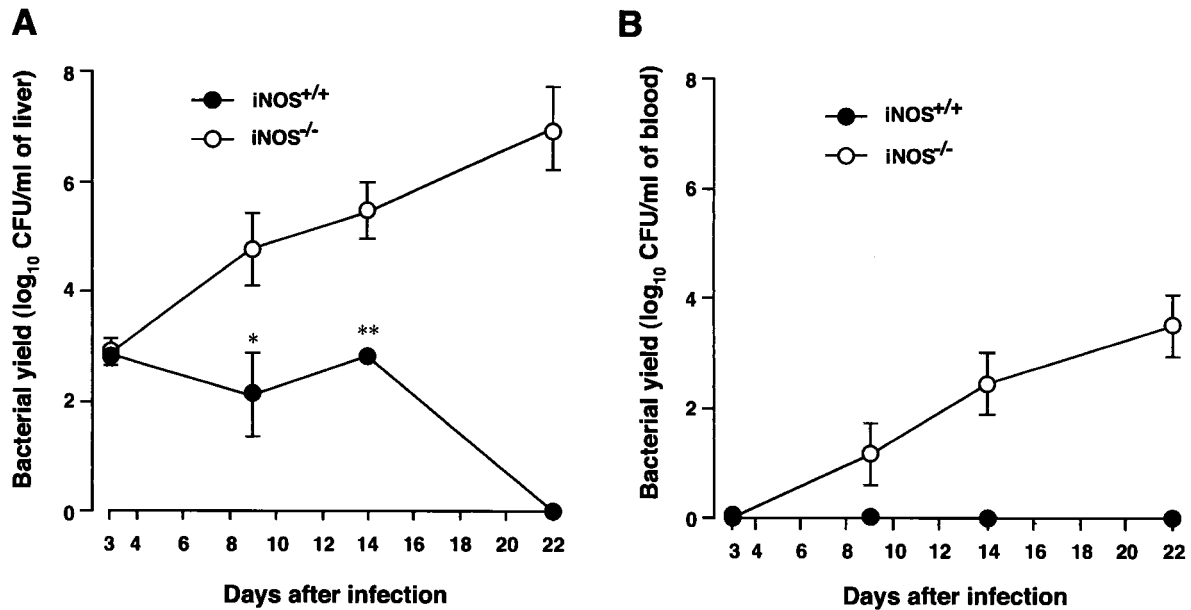 A
Bacterial yield (log10 CFU/ml of liver)
8
6
4
2
0
iNOS+/+
iNOS-/-
*
**
3 4 6 8 10 12 14 16 18 20 22
Days after infection
B
Bacterial yield (log10 CFU/ml of blood)
8
6
4
2
0
iNOS+/+
iNOS-/-
3 4 6 8 10 12 14 16 18 20 22
Days after infection